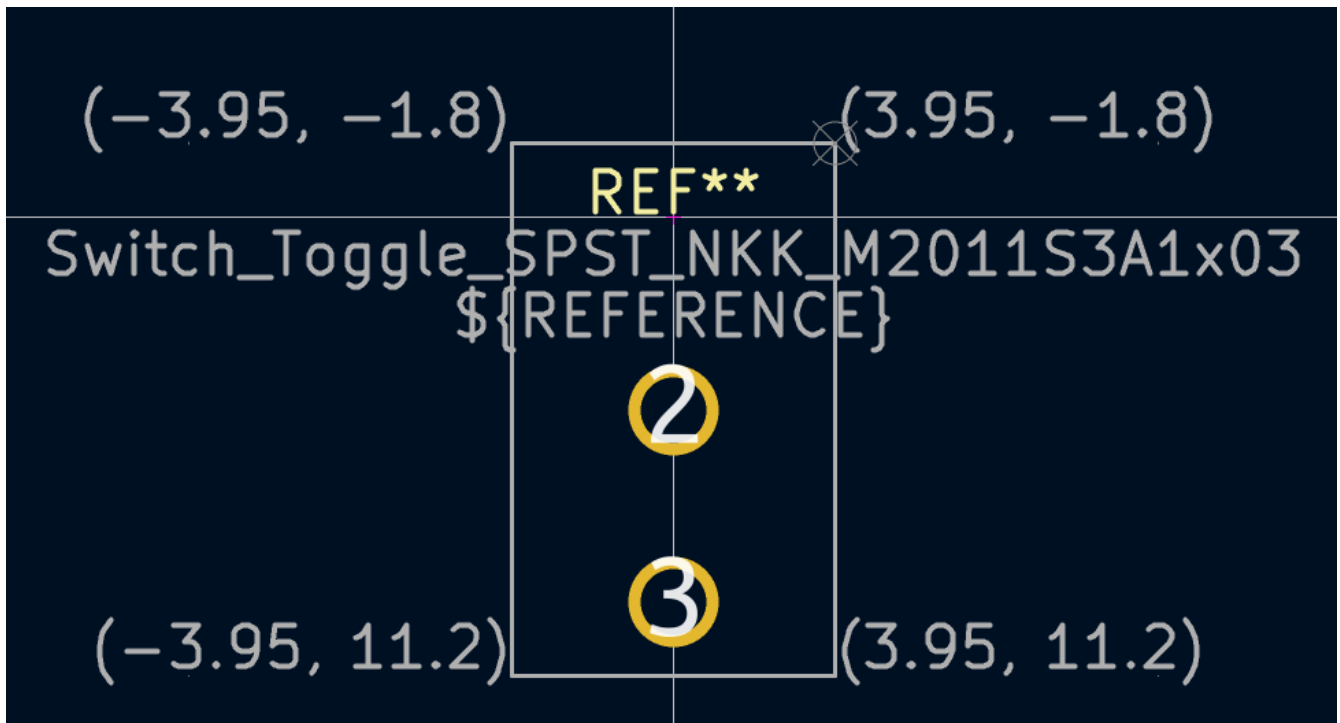 (−3.95, −1.8) (3.95, −1.8)
REF**
Switch_Toggle_SPST_NKK_M2011S3A1x03
${REFERENCE}
2
3
(−3.95, 11.2) (3.95, 11.2)